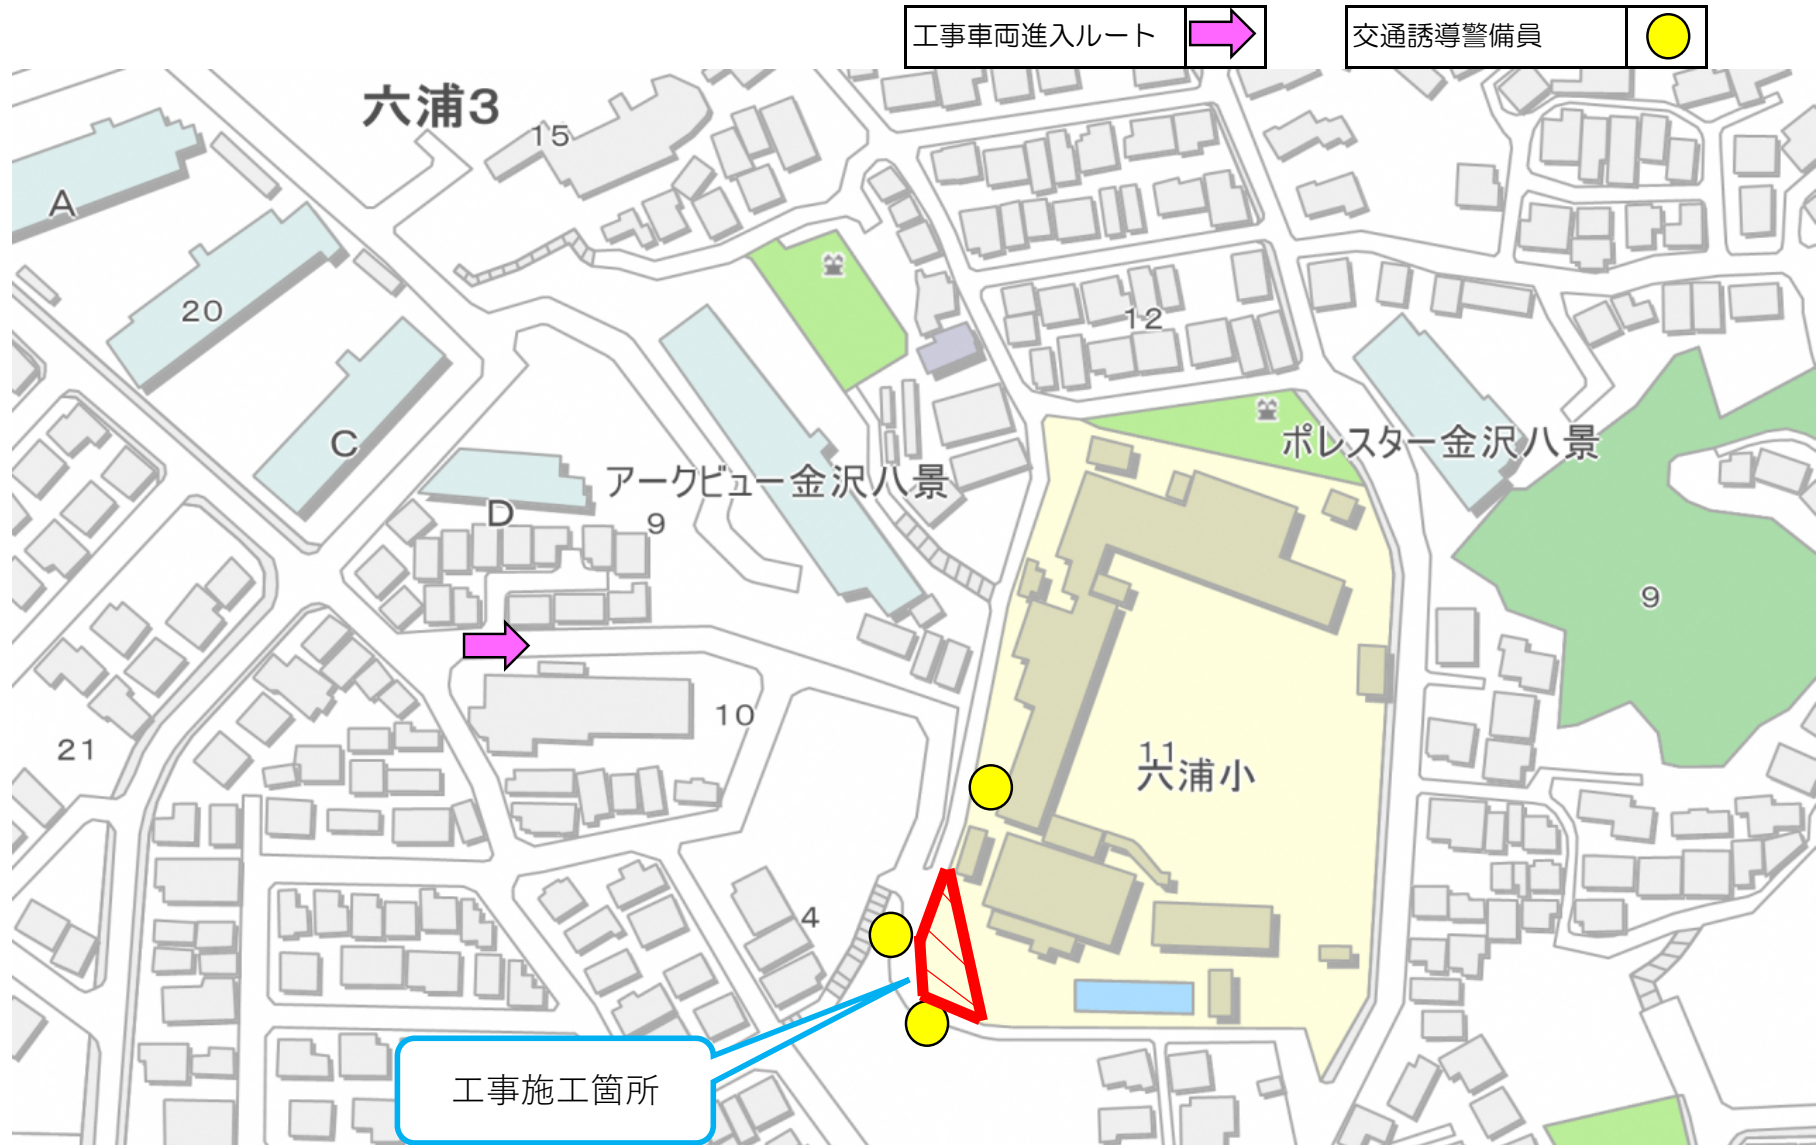 工事車両進入ルート
交通誘導警備員
六浦3
15
A
20
12
C
アークビュー金沢八景
ポレスター金沢八景
D
9
9
10
21
11
六浦小
4
工事施工箇所